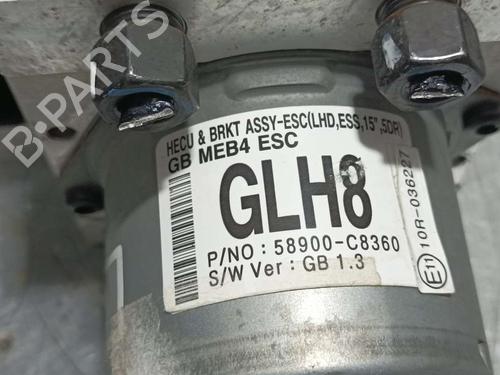 B-PARTS
HECU & BRKT ASSY-ESC(LHD,ESS,15",5DR)
GB MEB4 ESC
GLH8
P/NO : 58900-C8360
S/W Ver : GB 1.3
E11 10R-036227